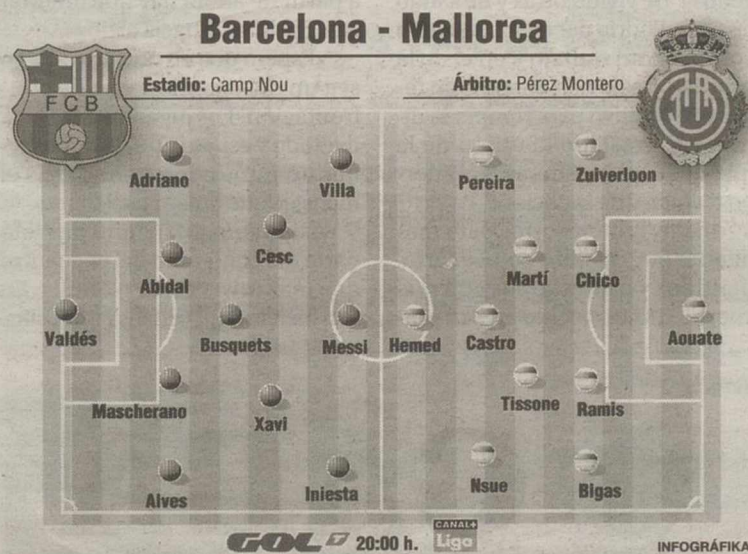 Barcelona - Mallorca
Estadio: Camp Nou
Árbitro: Pérez Montero
FCB
Adriano
Villa
Pereira
Zuiverloon
Cesc
Abidal
Martí
Chico
Valdés
Busquets
Messi
Hemed
Castro
Aouate
Mascherano
Xavi
Tissone
Ramis
Alves
Iniesta
Nsue
Bigas
GOL T 20:00 h. CANAL+ Liga
INFOGRÁFIKA